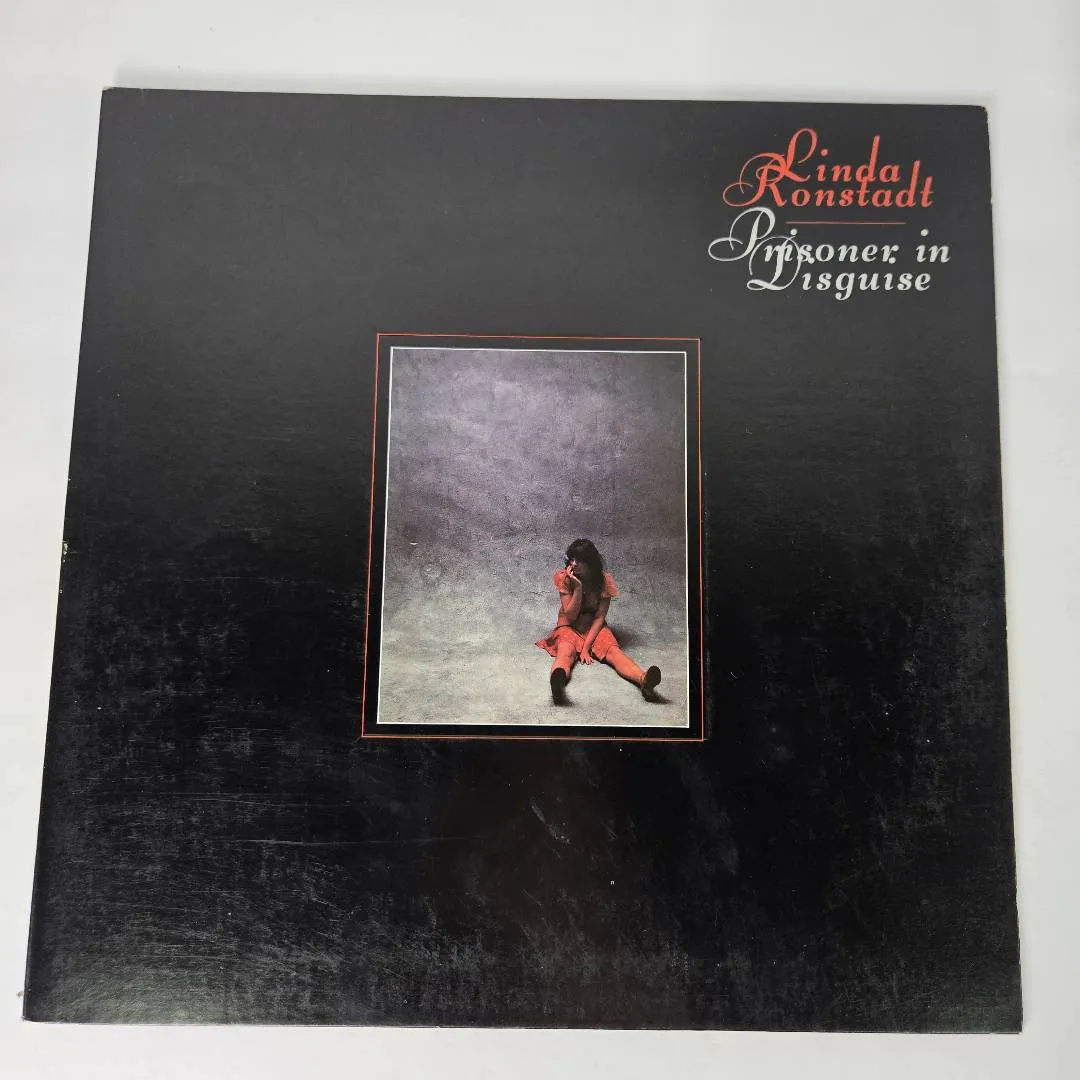 Linda
Ronstadt
Prisoner in
Disguise